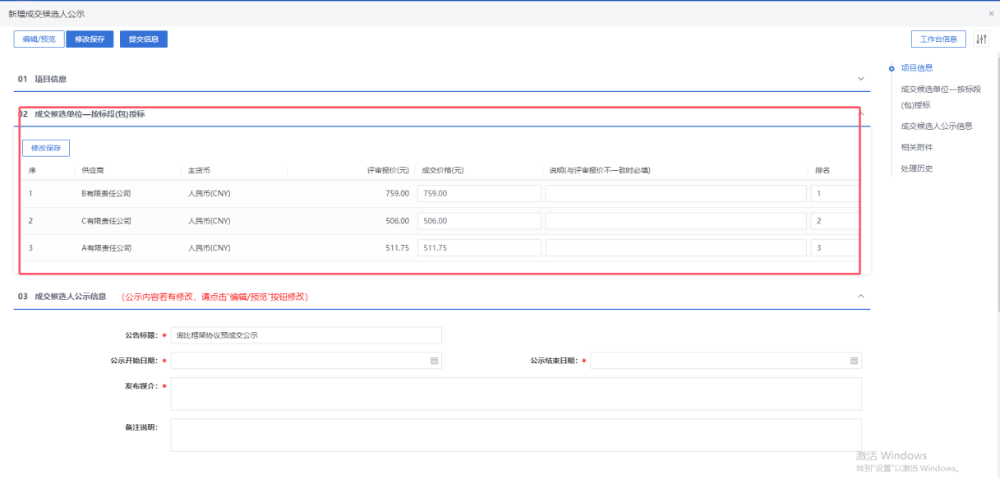 新增成交候选人公示
×
编辑/预览 修改保存 提交信息 工作台信息
01 项目信息
02 成交候选单位—按标段(包)授标
修改保存
序 供应商 主货币 评审报价(元) 成交价格(元) 说明(与评审报价不一致时必填) 排名
1 B有限责任公司 人民币(CNY) 759.00 759.00 1
2 C有限责任公司 人民币(CNY) 506.00 506.00 2
3 A有限责任公司 人民币(CNY) 511.75 511.75 3
03 成交候选人公示信息 (公示内容若有修改，请点击"编辑/预览"按钮修改)
公告标题： * 询比框架协议预成交公示
公示开始日期： * 公示结束日期： *
发布媒介： *
备注说明：
项目信息
成交候选单位—按标段
(包)授标
成交候选人公示信息
相关附件
处理历史
激活 Windows
转到"设置"以激活 Windows。